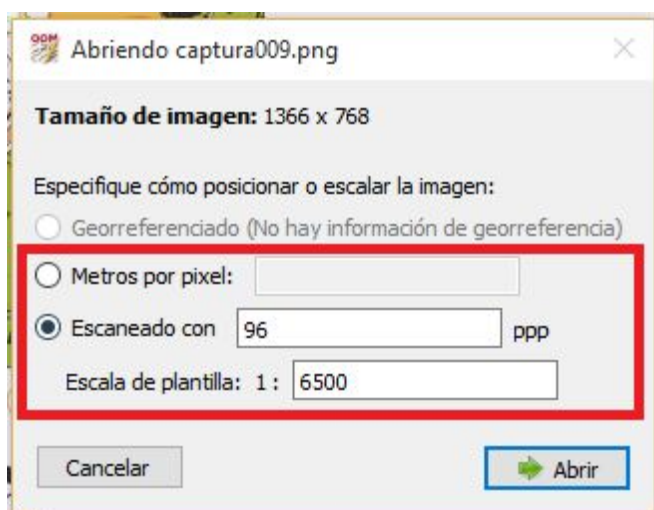 OOM
Abriendo captura009.png
Tamaño de imagen: 1366 x 768
Especifique cómo posicionar o escalar la imagen:
Georreferenciado (No hay información de georreferencia)
Metros por pixel:
Escaneado con 96 ppp
Escala de plantilla: 1 : 6500
Cancelar Abrir